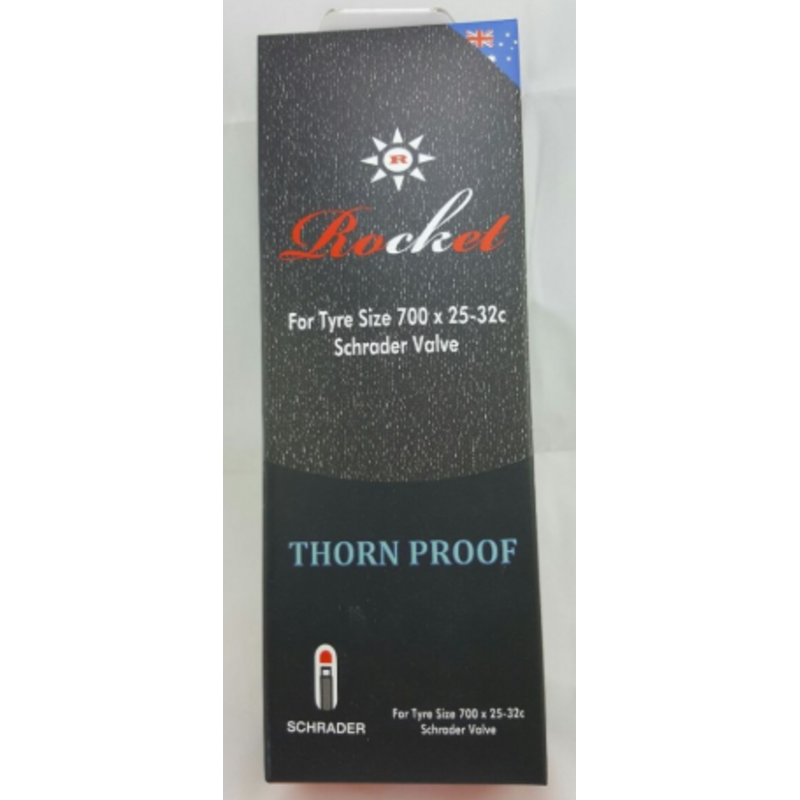 R
Rocket
For Tyre Size 700 x 25-32c
Schrader Valve
THORN PROOF
SCHRADER
For Tyre Size 700 x 25-32c
Schrader Valve